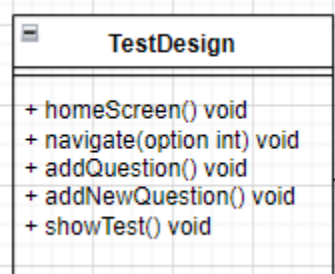 TestDesign
+ homeScreen() void
+ navigate(option int) void
+ addQuestion() void
+ addNewQuestion() void
+ showTest() void